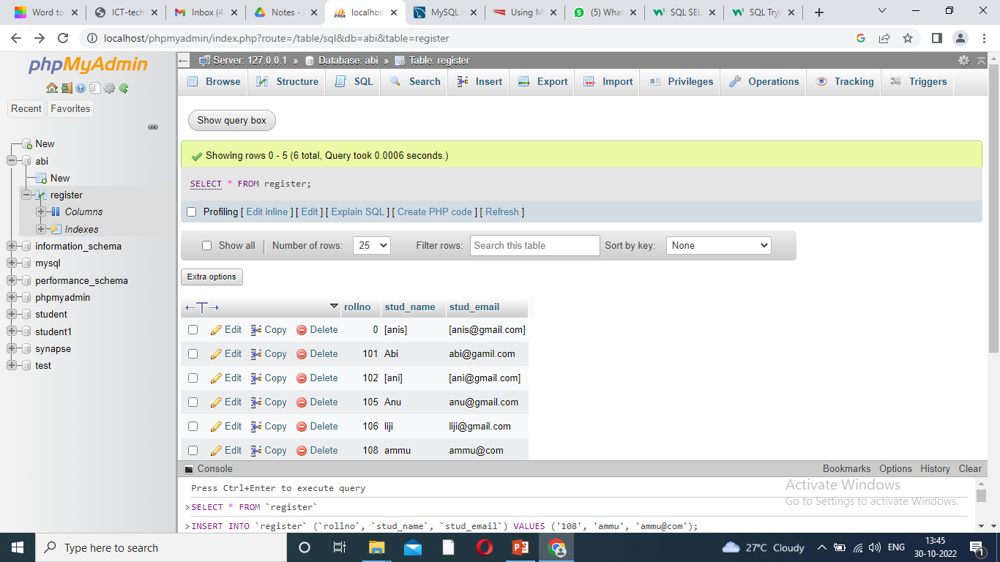 Word to
ICT-tech
Inbox (4
Notes -
localhos
MySQL
Using M
(5) What
SQL SEL
SQL Tryi
localhost/phpmyadmin/index.php?route=/table/sql&db=abi&table=register
phpMyAdmin
Recent Favorites
New
abi
New
register
Columns
Indexes
information_schema
mysql
performance_schema
phpmyadmin
student
student1
synapse
test
Server: 127.0.0.1 » Database: abi » Table: register
Browse Structure SQL Search Insert Export Import Privileges Operations Tracking Triggers
Show query box
Showing rows 0 - 5 (6 total, Query took 0.0006 seconds.)
SELECT * FROM register;
Profiling [ Edit inline ] [ Edit ] [ Explain SQL ] [ Create PHP code ] [ Refresh ]
Show all | Number of rows: 25 Filter rows: Search this table Sort by key: None
Extra options
←T→ rollno stud_name stud_email
Edit Copy Delete 0 [anis] [anis@gmail.com]
Edit Copy Delete 101 Abi abi@gamil.com
Edit Copy Delete 102 [ani] [ani@gmail.com]
Edit Copy Delete 105 Anu anu@gmail.com
Edit Copy Delete 106 liji liji@gmail.com
Edit Copy Delete 108 ammu ammu@com
Console Bookmarks Options History Clear
Press Ctrl+Enter to execute query
>SELECT * FROM `register`
>INSERT INTO `register` (`rollno`, `stud_name`, `stud_email`) VALUES ('108', 'ammu', 'ammu@com');
Activate Windows
Go to Settings to activate Windows.
Type here to search
27°C Cloudy
ENG
13:45
30-10-2022
1